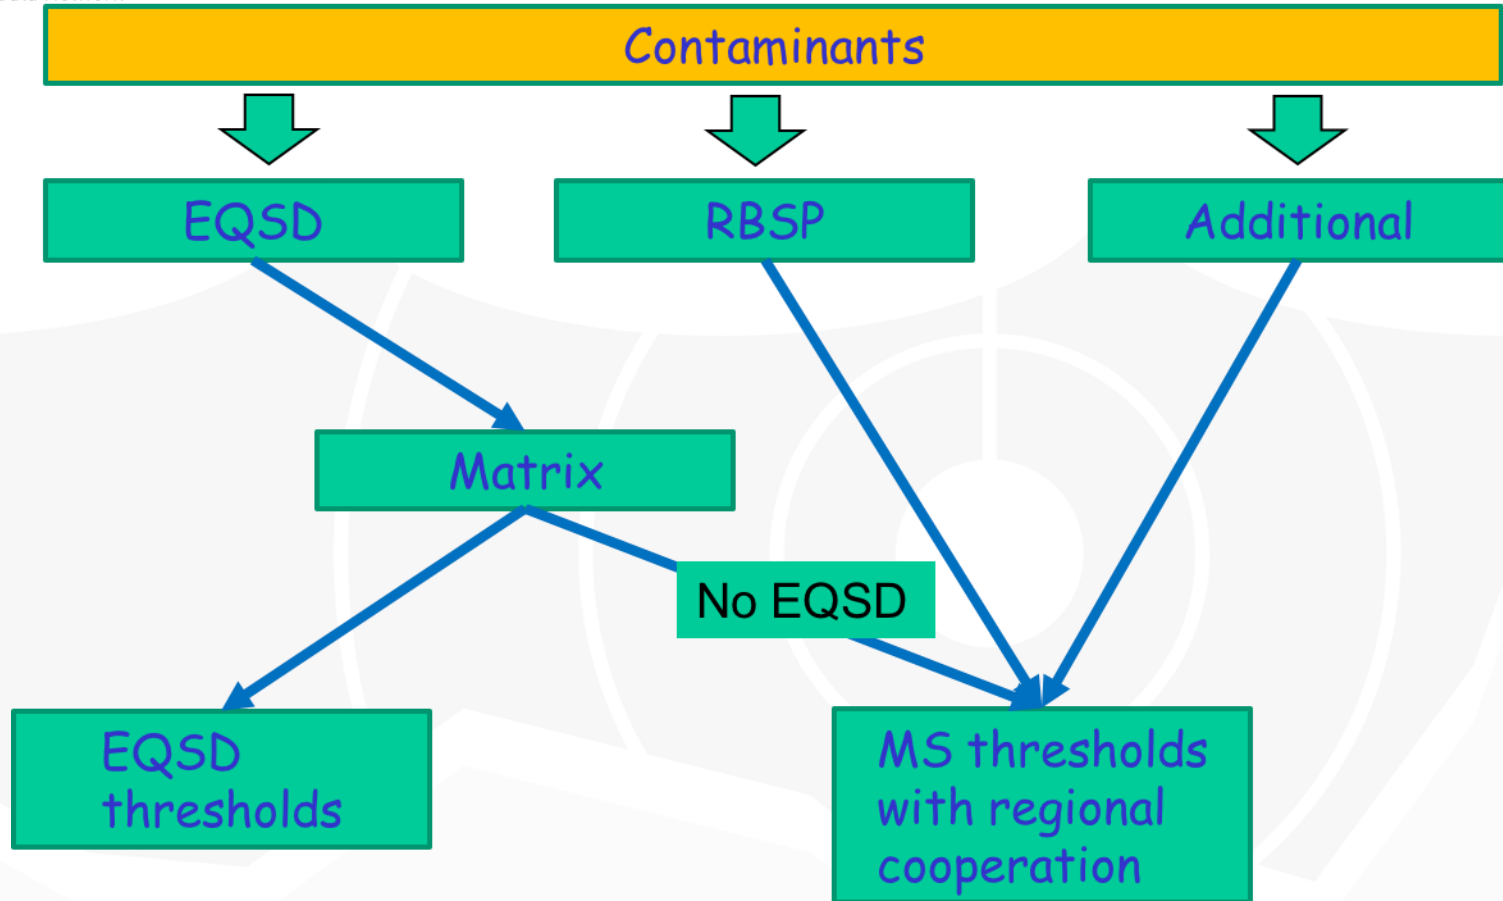 Contaminants
EQSD
RBSP
Additional
Matrix
No EQSD
EQSD
thresholds
MS thresholds
with regional
cooperation